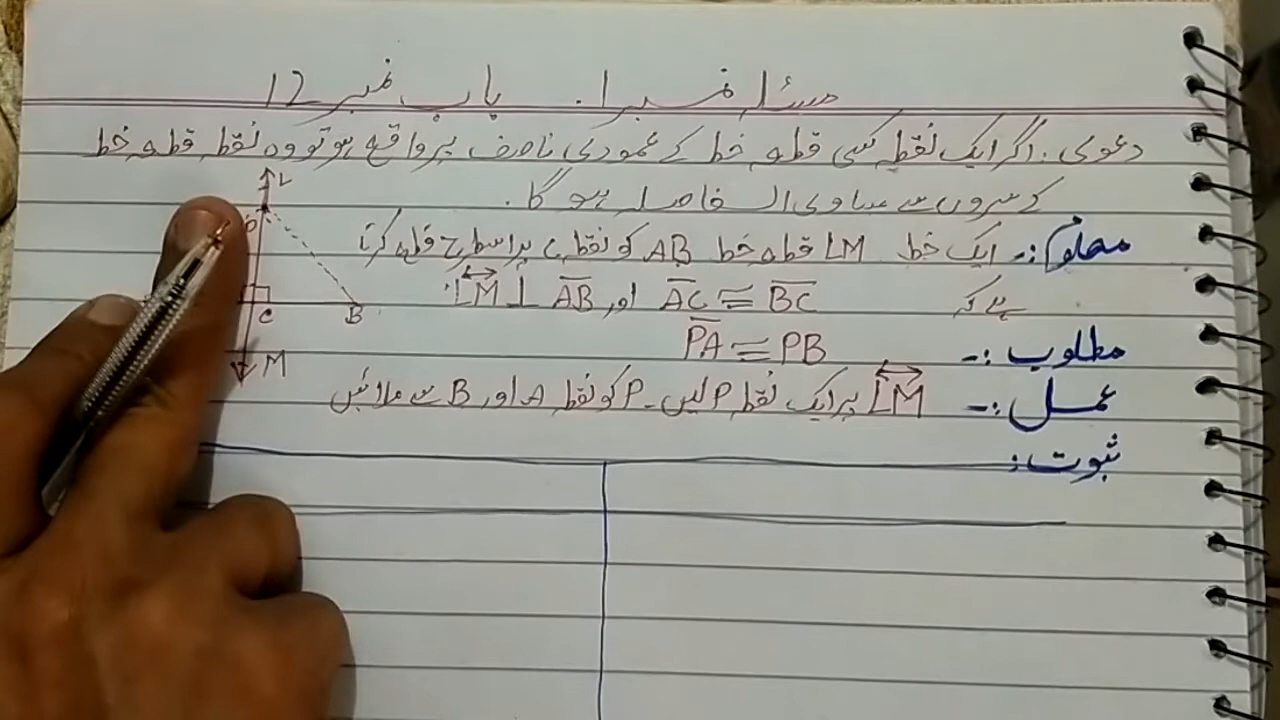 مسئلہ نمبر 1. باب نمبر 12
دعوی: اگر ایک نقطہ کسی قطعہ خط کے عمودی ناصف پر واقع ہو تو وہ نقطہ قطعہ خط
کے سروں سے مساوی الفاصلہ ہو گا.
معلوم:- ایک خط LM قطعہ خط AB کو نقطہ C پر اسطرح قطع کرتا
ہے کہ LM ⊥ AB اور AC ≅ BC
مطلوب:- PA ≅ PB
عمل:- LM پر ایک نقطہ P لیں۔ P کو نقطہ A اور B سے ملائیں
ثبوت:
L
P
C
B
M